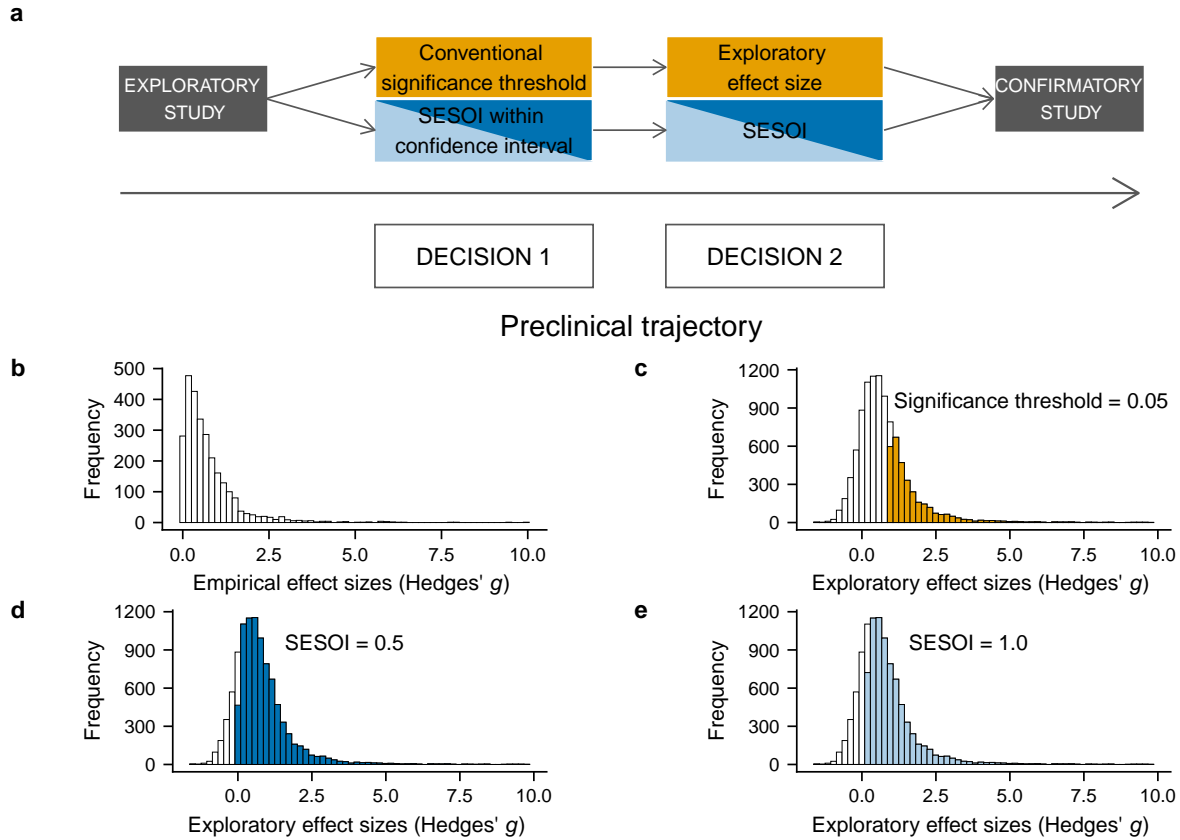 a
EXPLORATORY
STUDY
Conventional
significance threshold
SESOI within
confidence interval
Exploratory
effect size
SESOI
CONFIRMATORY
STUDY
DECISION 1
DECISION 2
Preclinical trajectory
b
500
400
300
200
100
0
Frequency
0.0 2.5 5.0 7.5 10.0
Empirical effect sizes (Hedges' g)
c
1200
900
600
300
0
Frequency
Significance threshold = 0.05
0.0 2.5 5.0 7.5 10.0
Exploratory effect sizes (Hedges' g)
d
1200
900
600
300
0
Frequency
SESOI = 0.5
0.0 2.5 5.0 7.5 10.0
Exploratory effect sizes (Hedges' g)
e
1200
900
600
300
0
Frequency
SESOI = 1.0
0.0 2.5 5.0 7.5 10.0
Exploratory effect sizes (Hedges' g)